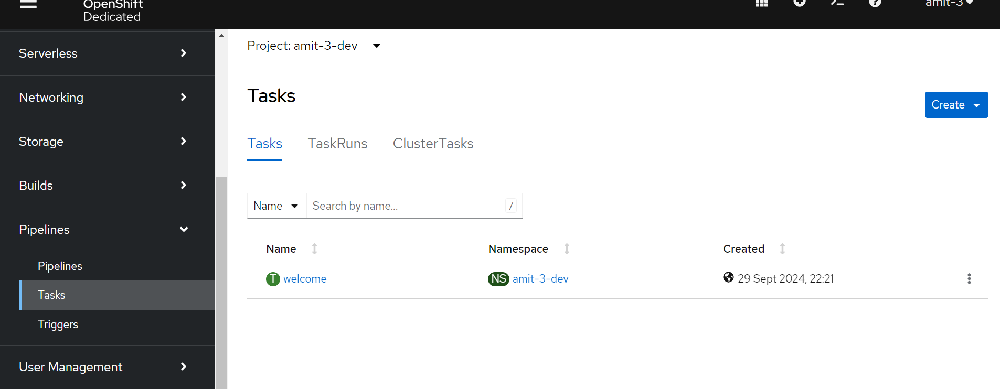 OpenShift
Dedicated
amit-3
Serverless
Networking
Storage
Builds
Pipelines
Pipelines
Tasks
Triggers
User Management
Project: amit-3-dev
Tasks
Create
Tasks TaskRuns ClusterTasks
Name Search by name... /
Name Namespace Created
T welcome NS amit-3-dev 29 Sept 2024, 22:21